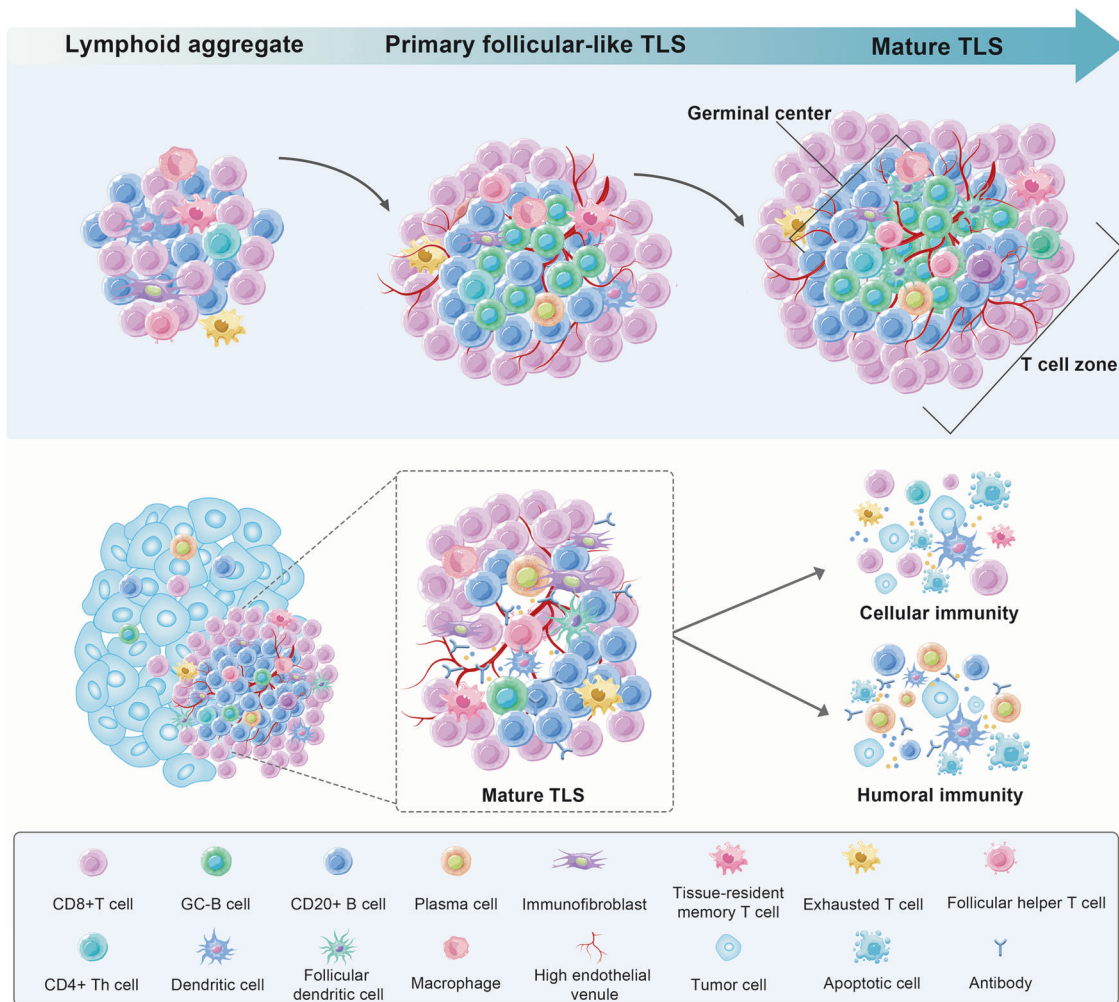 Lymphoid aggregate
Primary follicular-like TLS
Mature TLS
Germinal center
T cell zone
Mature TLS
Cellular immunity
Humoral immunity
CD8+T cell
GC-B cell
CD20+ B cell
Plasma cell
Immunofibroblast
Tissue-resident
memory T cell
Exhausted T cell
Follicular helper T cell
CD4+ Th cell
Dendritic cell
Follicular
dendritic cell
Macrophage
High endothelial
venule
Tumor cell
Apoptotic cell
Antibody